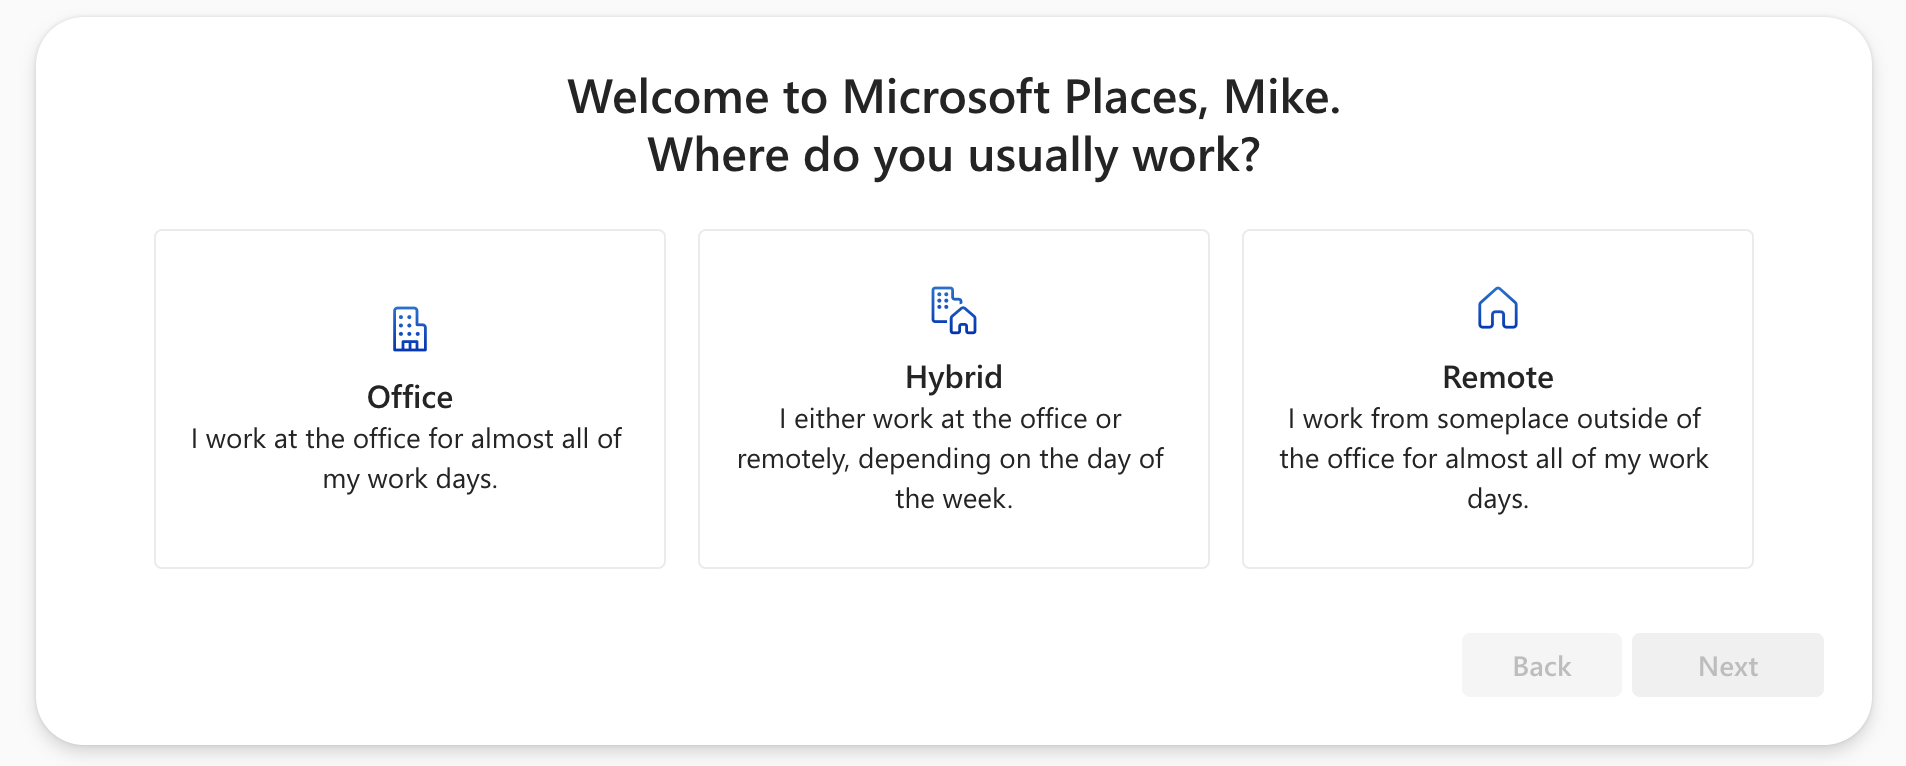 Welcome to Microsoft Places, Mike.
Where do you usually work?
Office
I work at the office for almost all of
my work days.
Hybrid
I either work at the office or
remotely, depending on the day of
the week.
Remote
I work from someplace outside of
the office for almost all of my work
days.
Back
Next